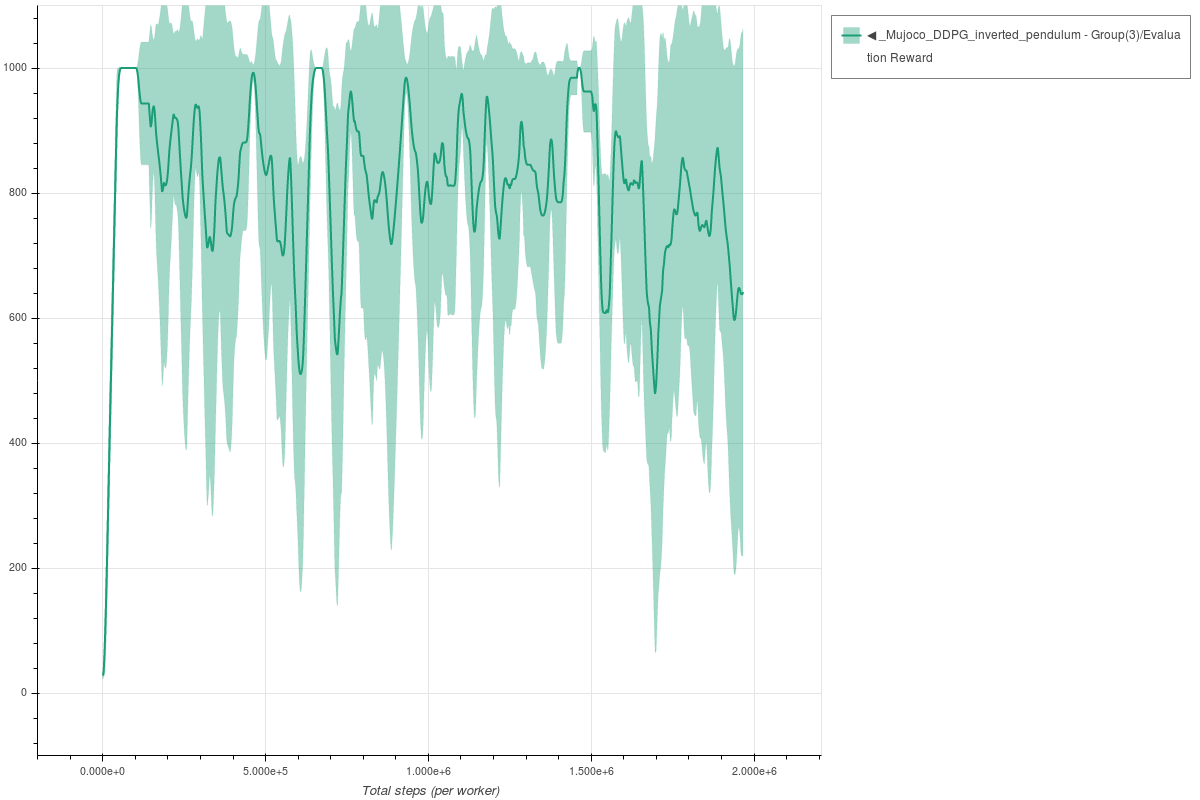 1000
800
600
400
200
0
0.000e+0 5.000e+5 1.000e+6 1.500e+6 2.000e+6
Total steps (per worker)
◀ _Mujoco_DDPG_inverted_pendulum - Group(3)/Evalua
tion Reward